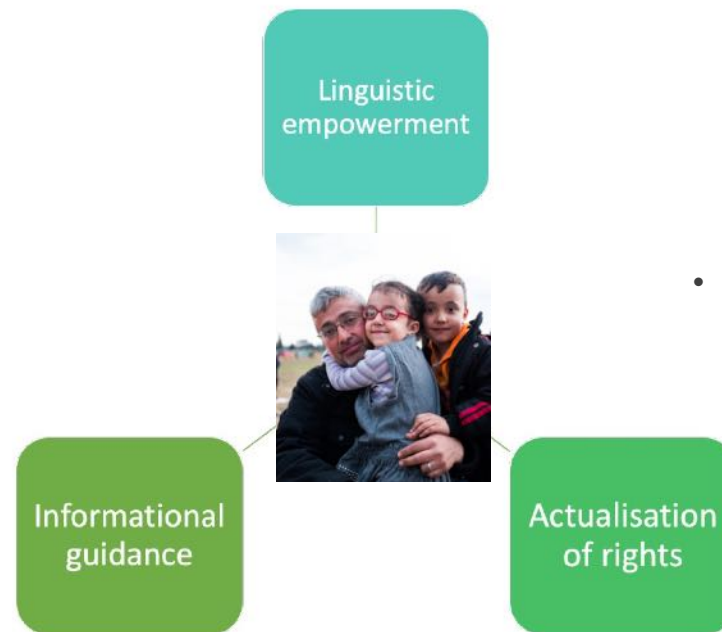 Linguistic
empowerment
•
Informational
guidance
Actualisation
of rights